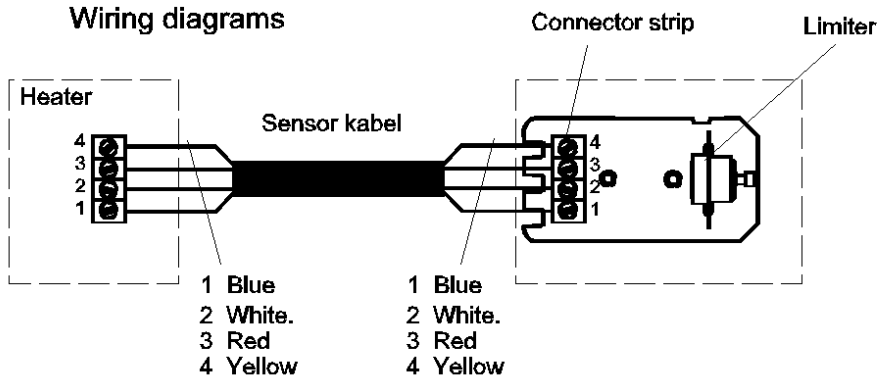 Wiring diagrams
Connector strip
Limiter
Heater
Sensor kabel
4
3
2
1
4
3
2
1
1 Blue
2 White.
3 Red
4 Yellow
1 Blue
2 White.
3 Red
4 Yellow